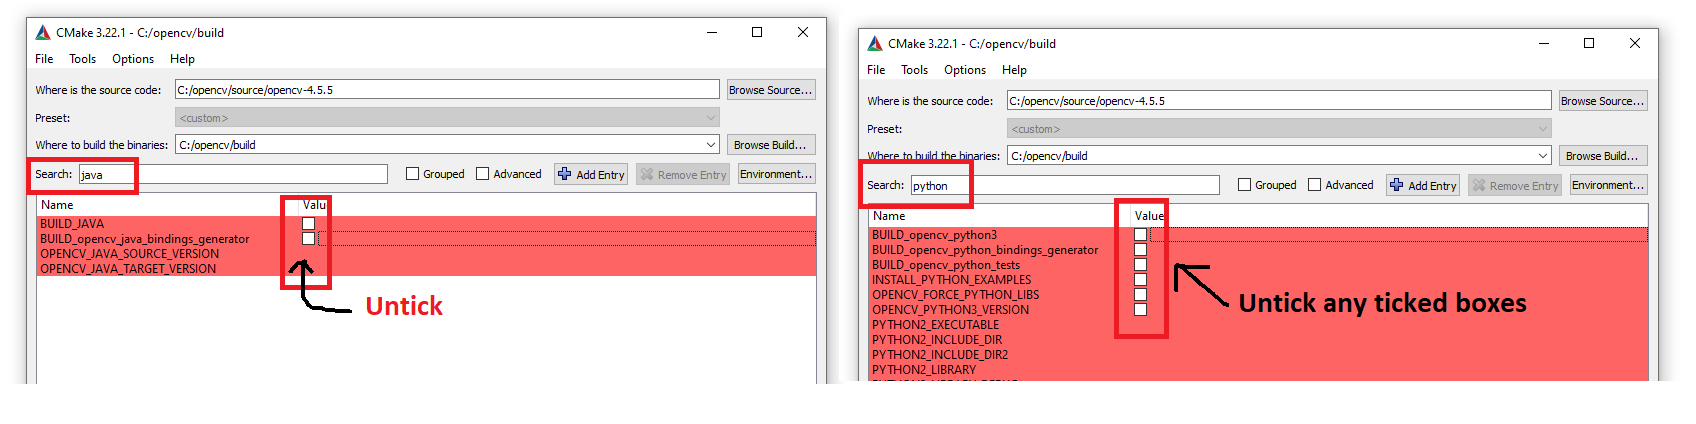 CMake 3.22.1 - C:/opencv/build
File Tools Options Help
Where is the source code: C:/opencv/source/opencv-4.5.5 Browse Source...
Preset: <custom>
Where to build the binaries: C:/opencv/build Browse Build...
Search: java Grouped Advanced Add Entry Remove Entry Environment...
Name Valu
BUILD_JAVA
BUILD_opencv_java_bindings_generator
OPENCV_JAVA_SOURCE_VERSION
OPENCV_JAVA_TARGET_VERSION
Untick
CMake 3.22.1 - C:/opencv/build
File Tools Options Help
Where is the source code: C:/opencv/source/opencv-4.5.5 Browse Source...
Preset: <custom>
Where to build the binaries: C:/opencv/build Browse Build...
Search: python Grouped Advanced Add Entry Remove Entry Environment...
Name Value
BUILD_opencv_python3
BUILD_opencv_python_bindings_generator
BUILD_opencv_python_tests
INSTALL_PYTHON_EXAMPLES
OPENCV_FORCE_PYTHON_LIBS
OPENCV_PYTHON3_VERSION
PYTHON2_EXECUTABLE
PYTHON2_INCLUDE_DIR
PYTHON2_INCLUDE_DIR2
PYTHON2_LIBRARY
Untick any ticked boxes